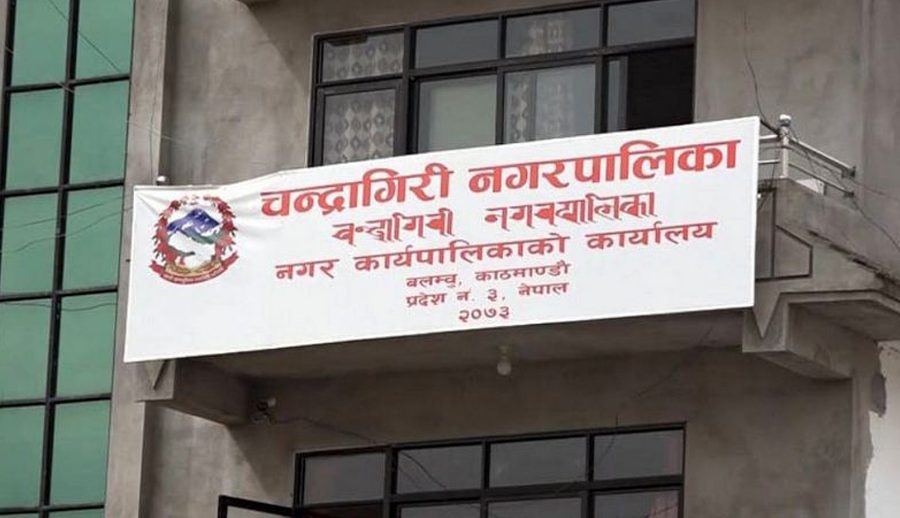 चन्द्रागिरी नगरपालिका
नगर कार्यपालिकाको कार्यालय
बलम्बु, काठमाण्डौ
प्रदेश नं. ३, नेपाल
२०७३